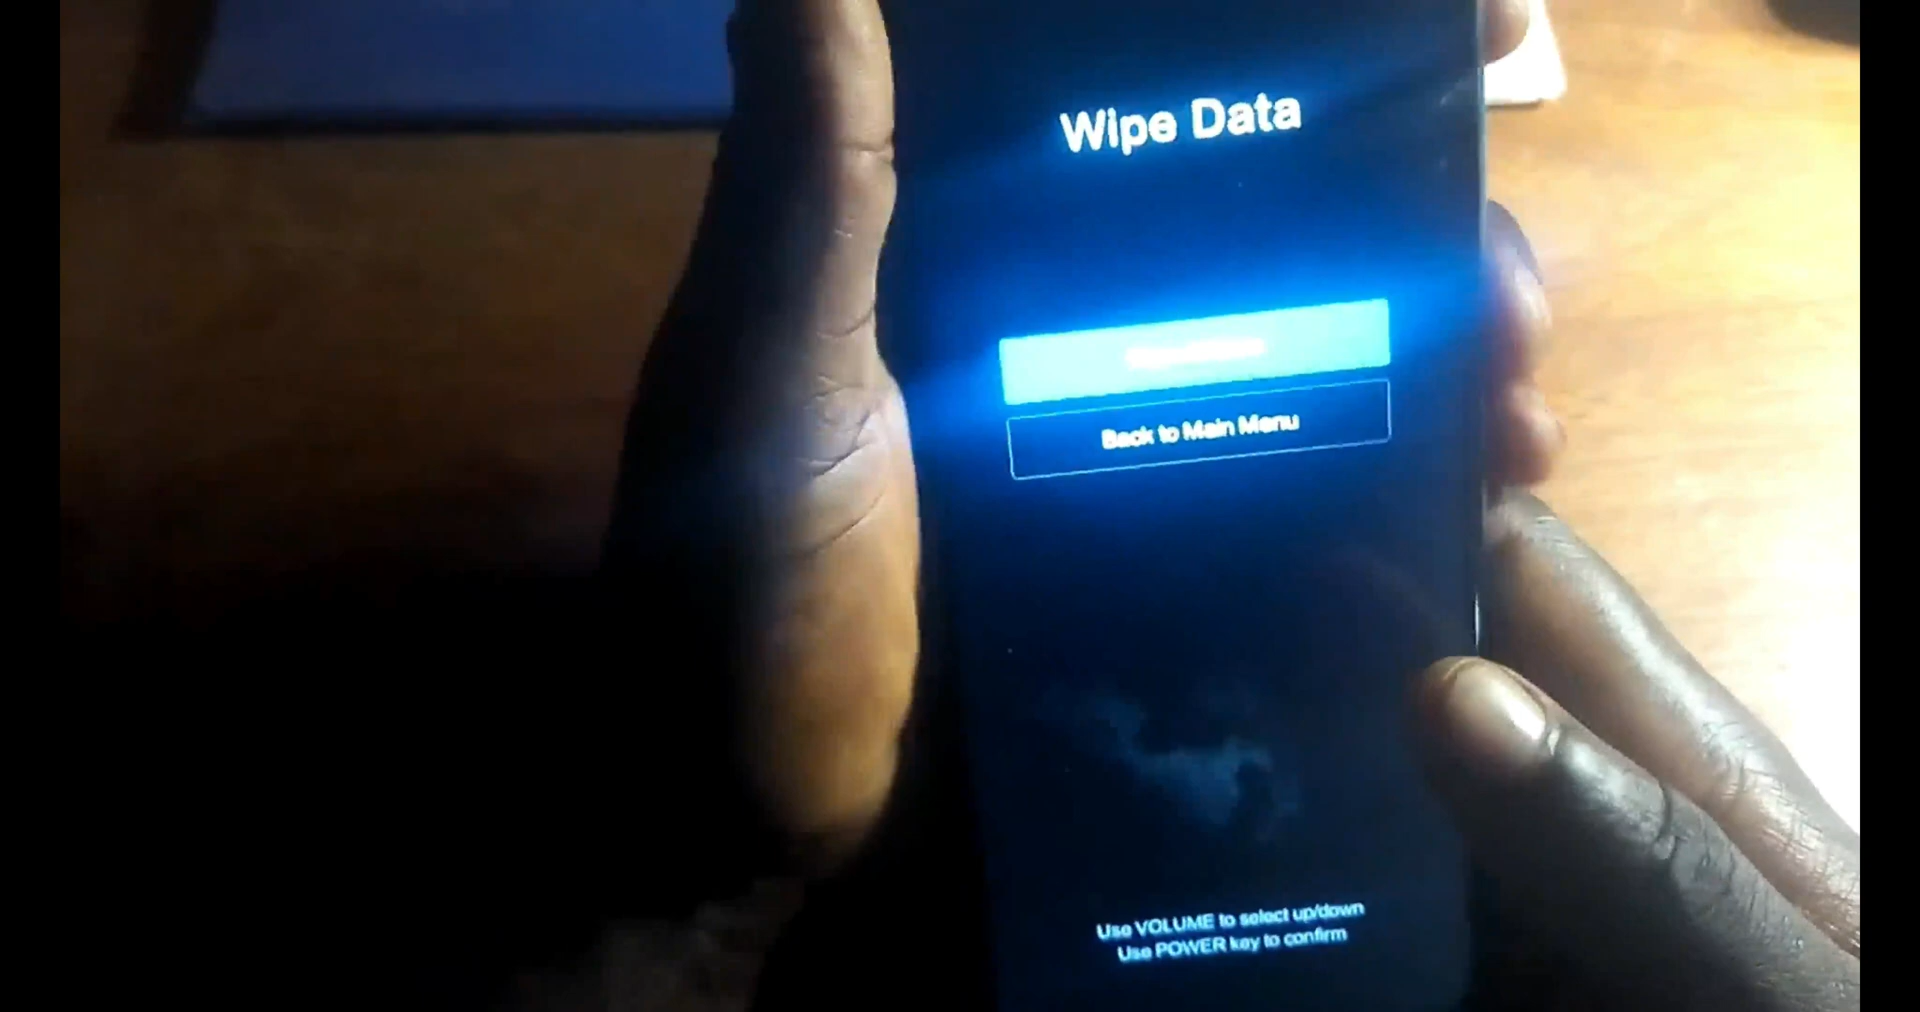 Wipe Data
Back to Main Menu
Use VOLUME to select up/down
Use POWER key to confirm